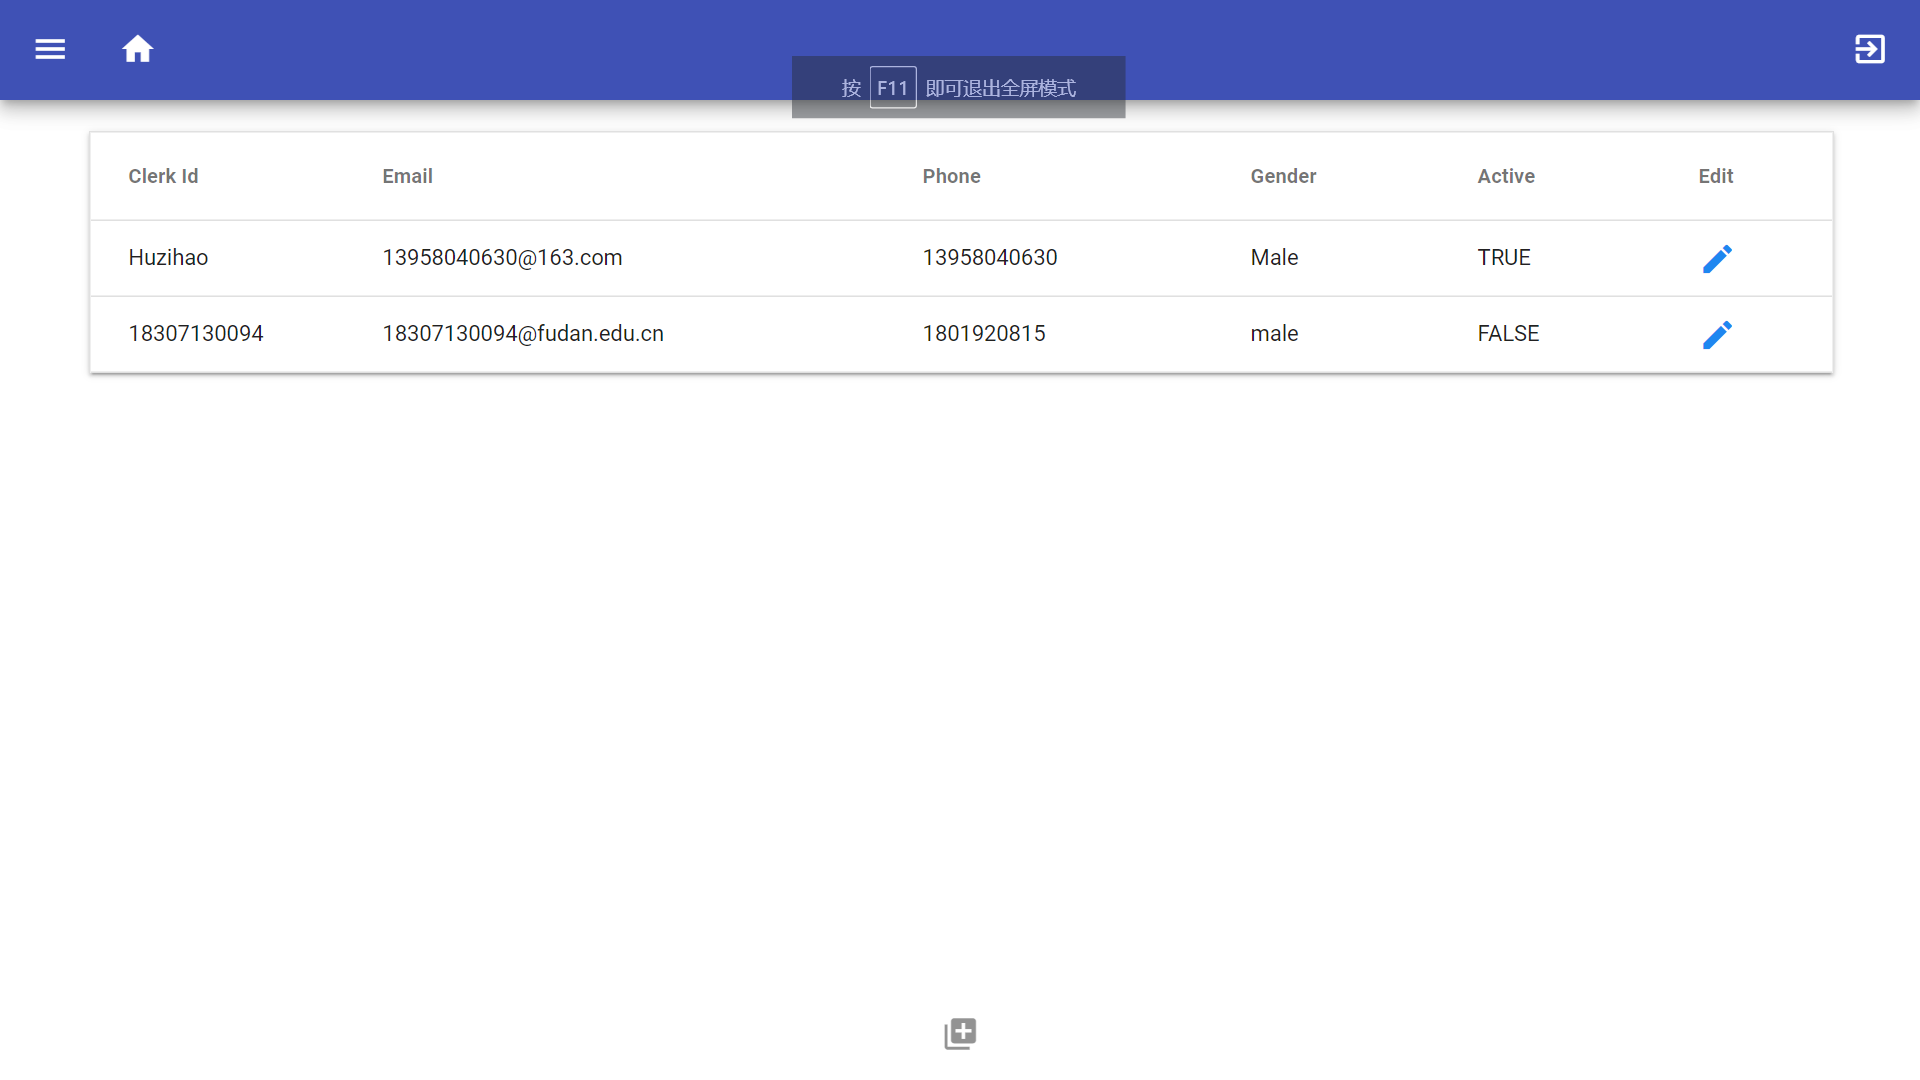 按 F11 即可退出全屏模式
Clerk Id Email Phone Gender Active Edit
Huzihao 13958040630@163.com 13958040630 Male TRUE
18307130094 18307130094@fudan.edu.cn 1801920815 male FALSE